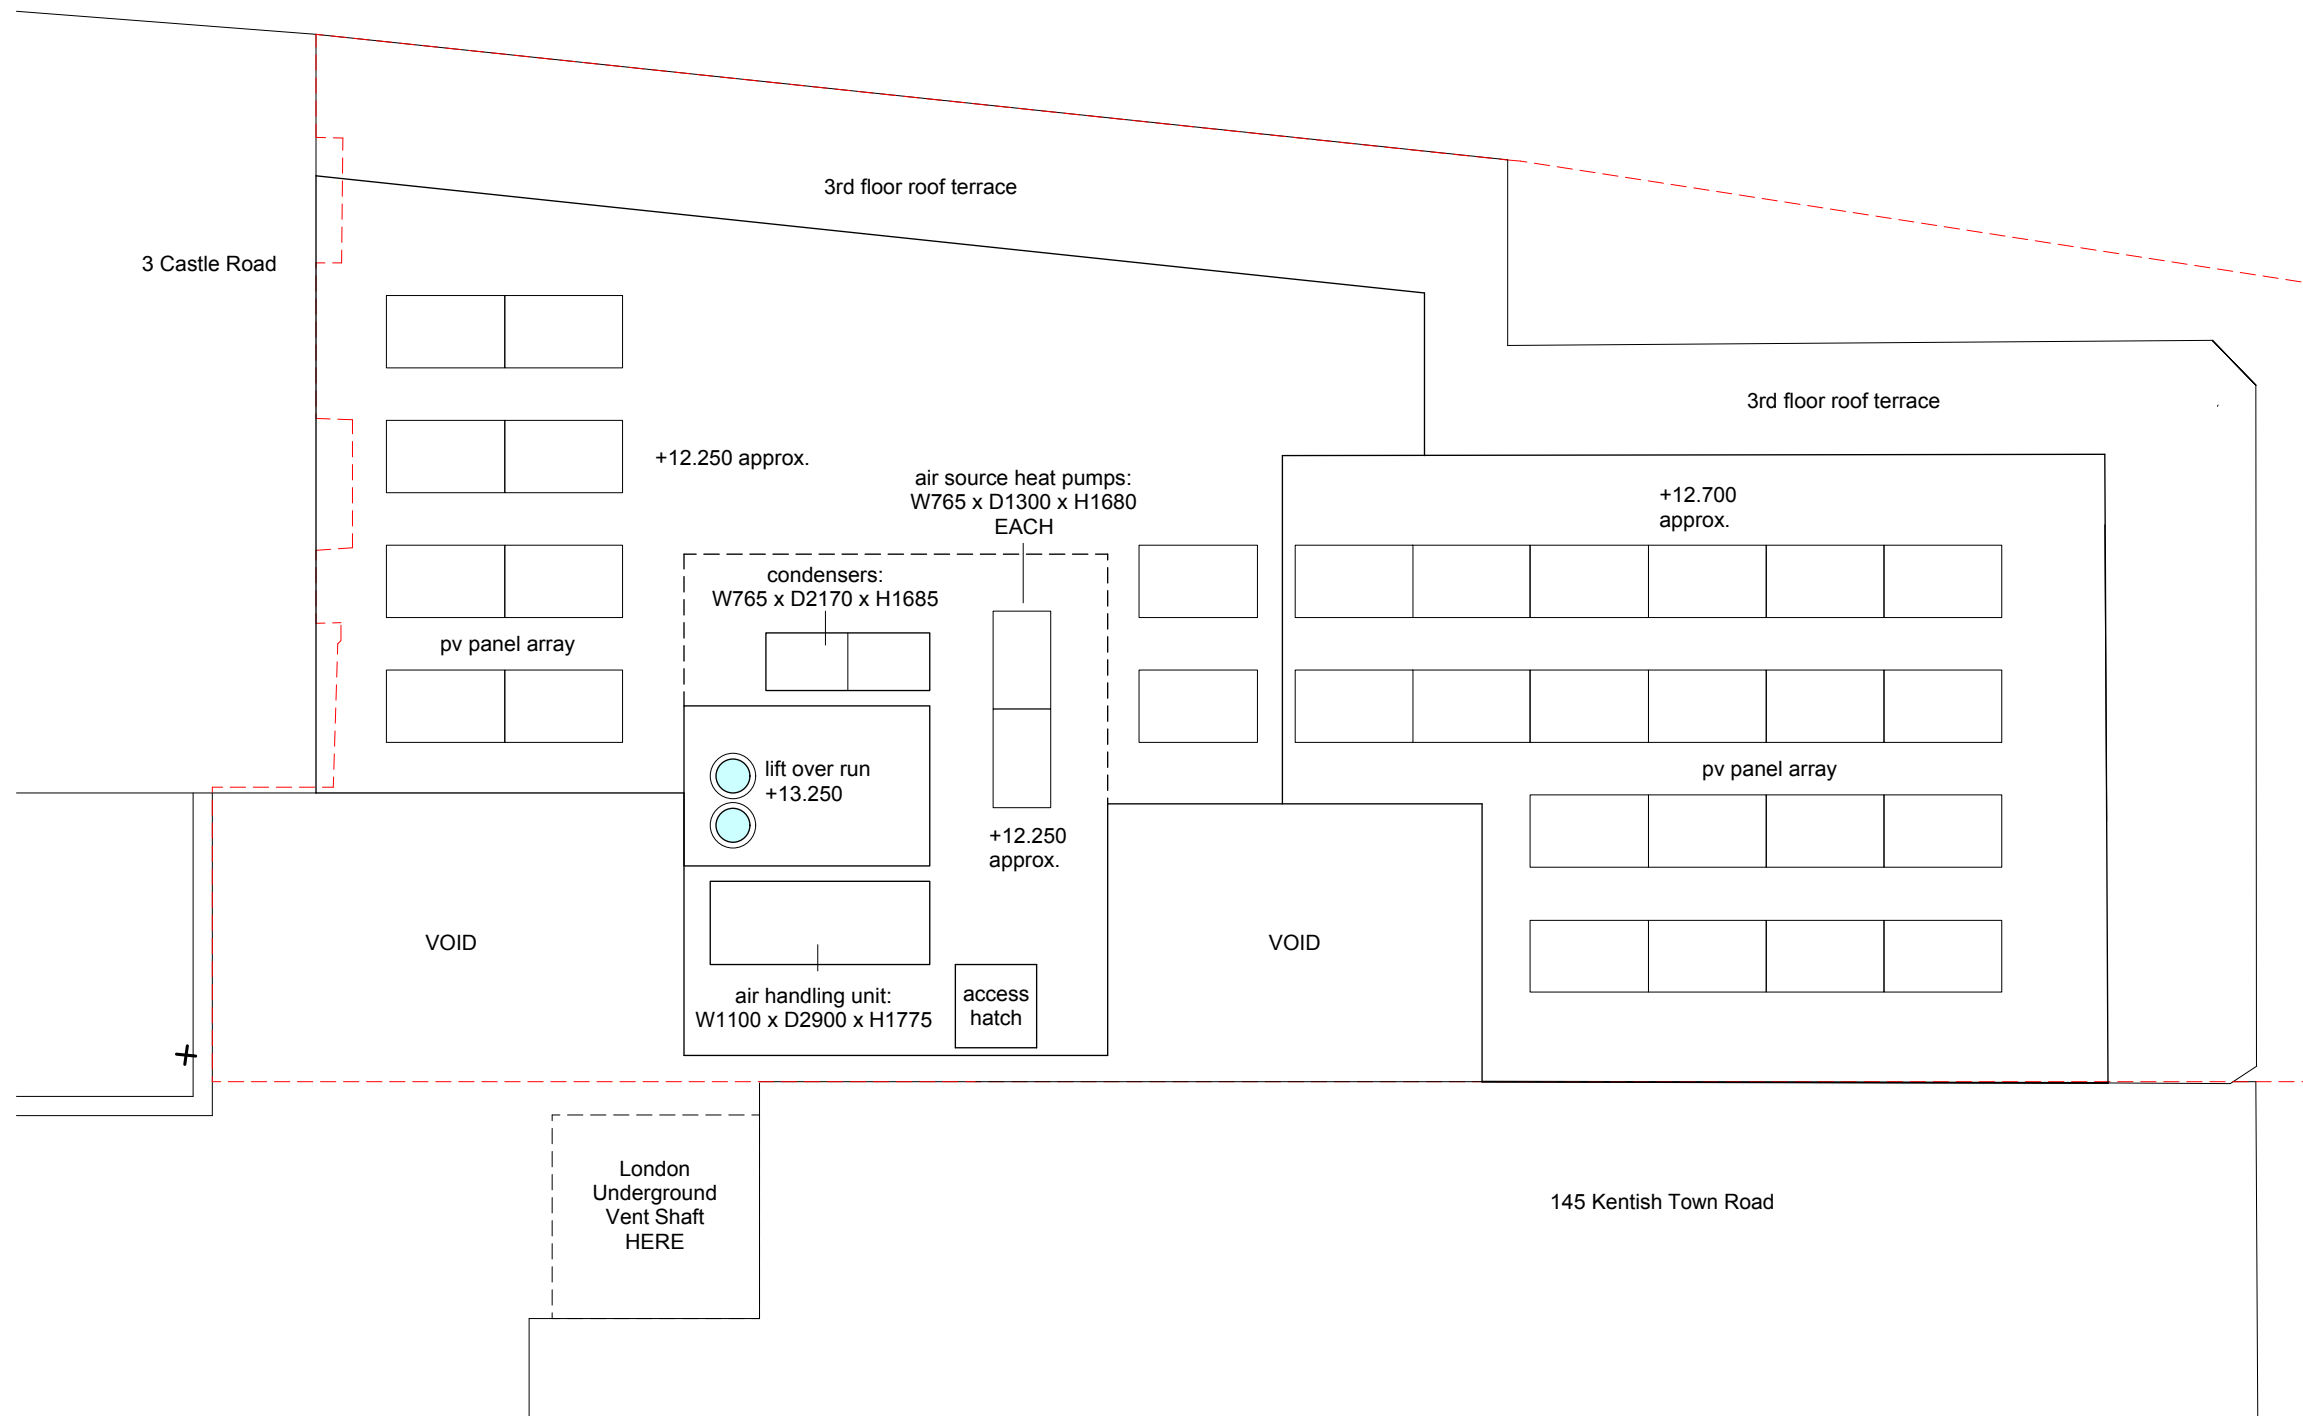 3rd floor roof terrace
3 Castle Road
3rd floor roof terrace
+12.250 approx.
air source heat pumps:
W765 x D1300 x H1680
EACH
+12.700
approx.
condensers:
W765 x D2170 x H1685
pv panel array
lift over run
+13.250
pv panel array
+12.250
approx.
VOID
VOID
air handling unit:
W1100 x D2900 x H1775
access
hatch
London
Underground
Vent Shaft
HERE
145 Kentish Town Road